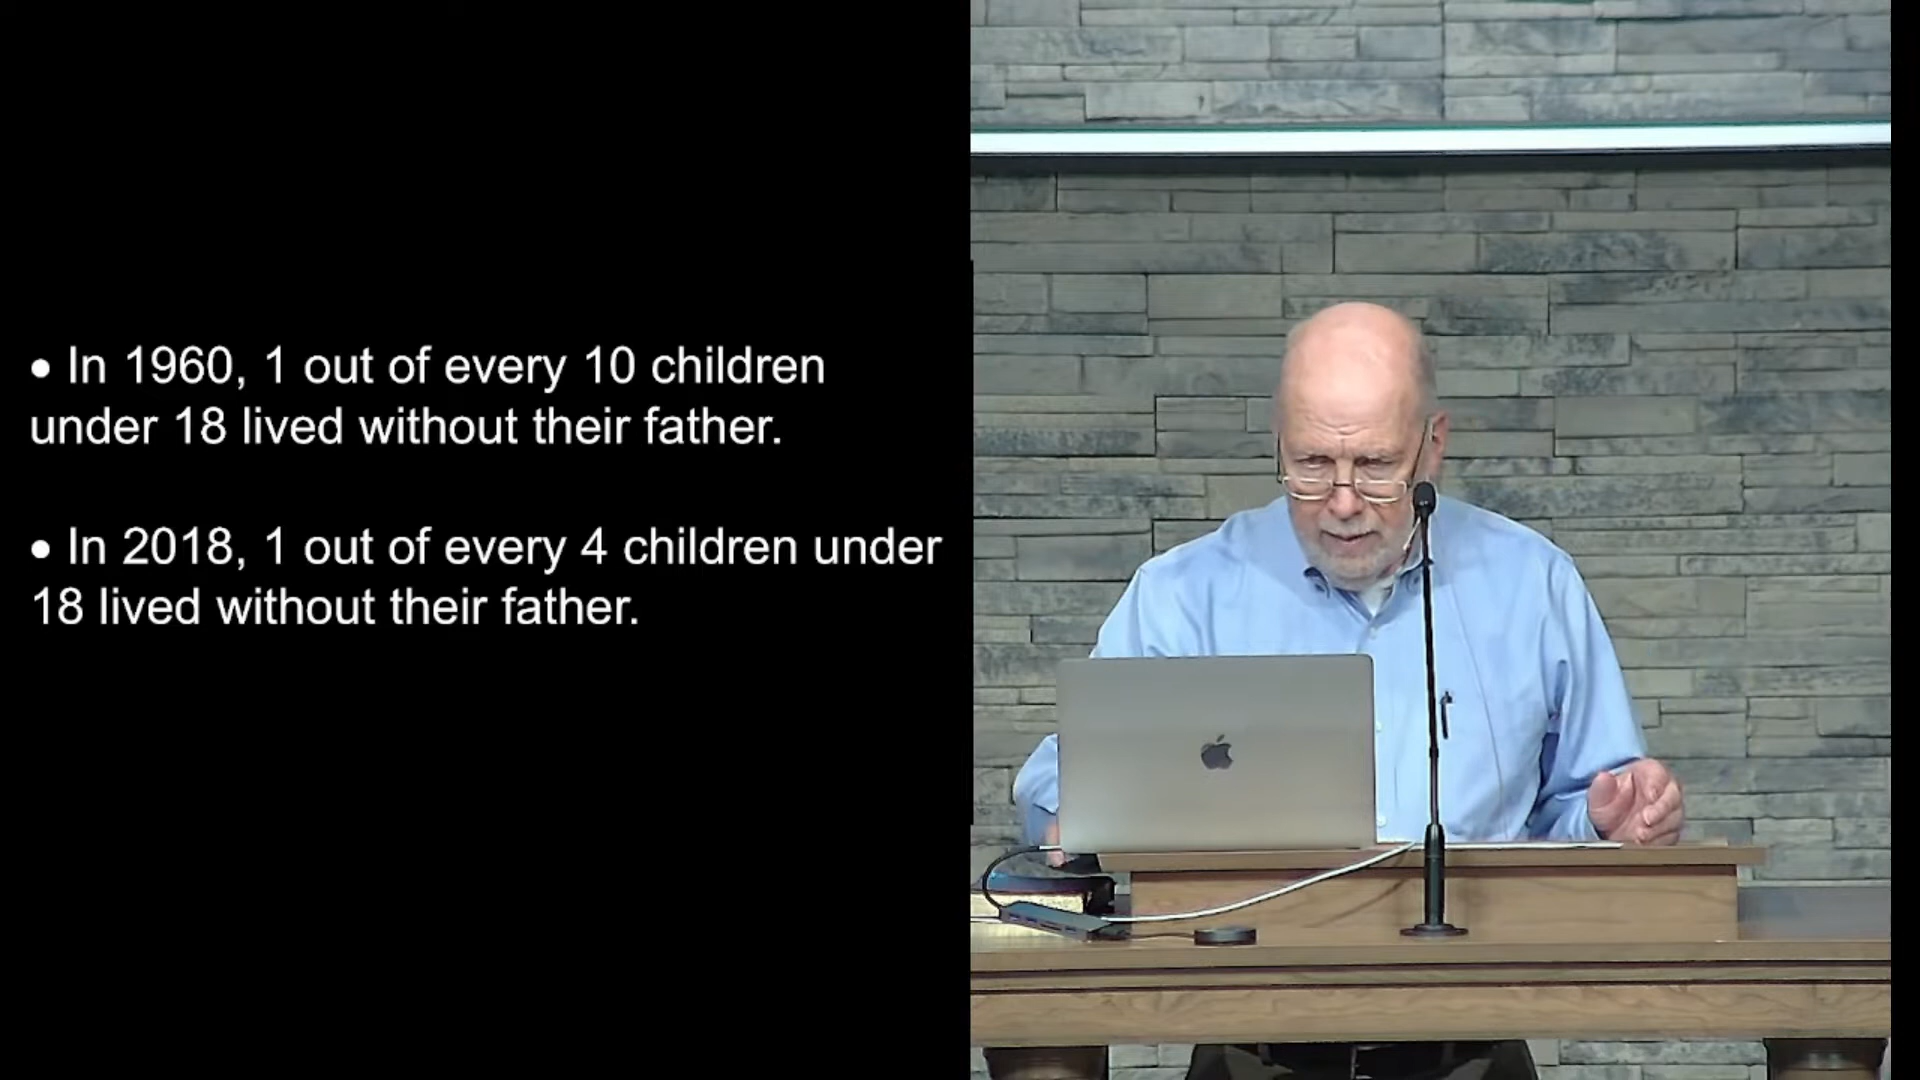 • In 1960, 1 out of every 10 children
under 18 lived without their father.
• In 2018, 1 out of every 4 children under
18 lived without their father.